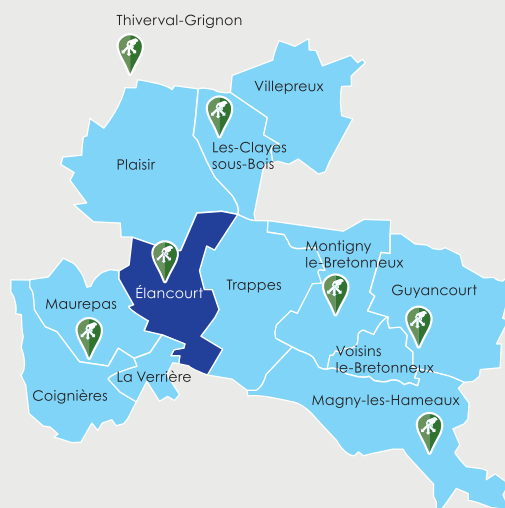 Thiverval-Grignon
Villepreux
Les-Clayes
sous-Bois
Plaisir
Montigny
le-Bretonneux
Élancourt
Trappes
Guyancourt
Maurepas
Voisins
le-Bretonneux
La Verrière
Coignières
Magny-les-Hameaux